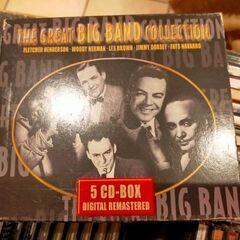 THE GREAT BIG BAND COLLECTION
FLETCHER HENDERSON · WOODY HERMAN · LES BROWN · JIMMY DORSEY · FATS NAVARRO
5 CD-BOX
DIGITAL REMASTERED
BIG BAND